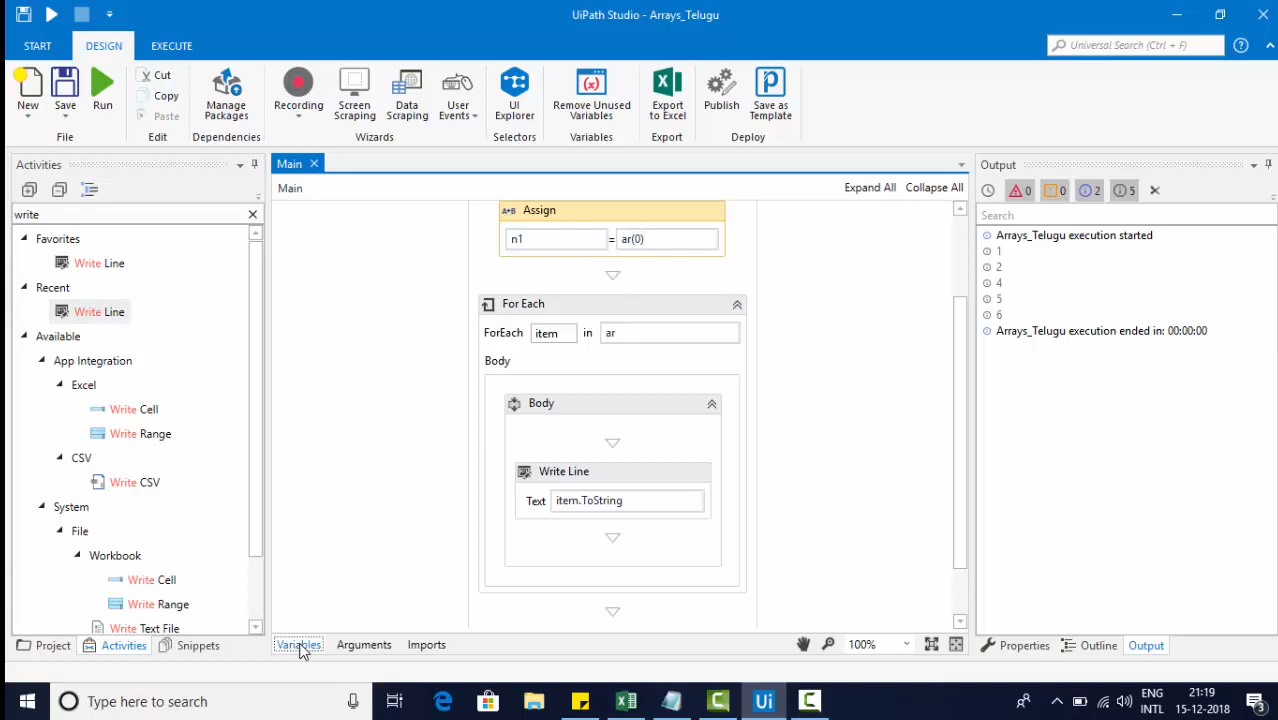 UiPath Studio - Arrays_Telugu
START DESIGN EXECUTE
Universal Search (Ctrl + F)
New Save Run
Cut
Copy
Paste
Manage Packages
Recording
Screen Scraping
Data Scraping
User Events
UI Explorer
Remove Unused Variables
Export to Excel
Publish
Save as Template
File Edit Dependencies Wizards Selectors Variables Export Deploy
Activities
write
Favorites
Write Line
Recent
Write Line
Available
App Integration
Excel
Write Cell
Write Range
CSV
Write CSV
System
File
Workbook
Write Cell
Write Range
Write Text File
Project Activities Snippets
Main
Main Expand All Collapse All
Assign
n1 = ar(0)
For Each
ForEach item in ar
Body
Body
Write Line
Text item.ToString
Variables Arguments Imports 100%
Output
0 0 2 5
Search
Arrays_Telugu execution started
1
2
4
5
6
Arrays_Telugu execution ended in: 00:00:00
Properties Outline Output
Type here to search
Ui
ENG
INTL
21:19
15-12-2018
3